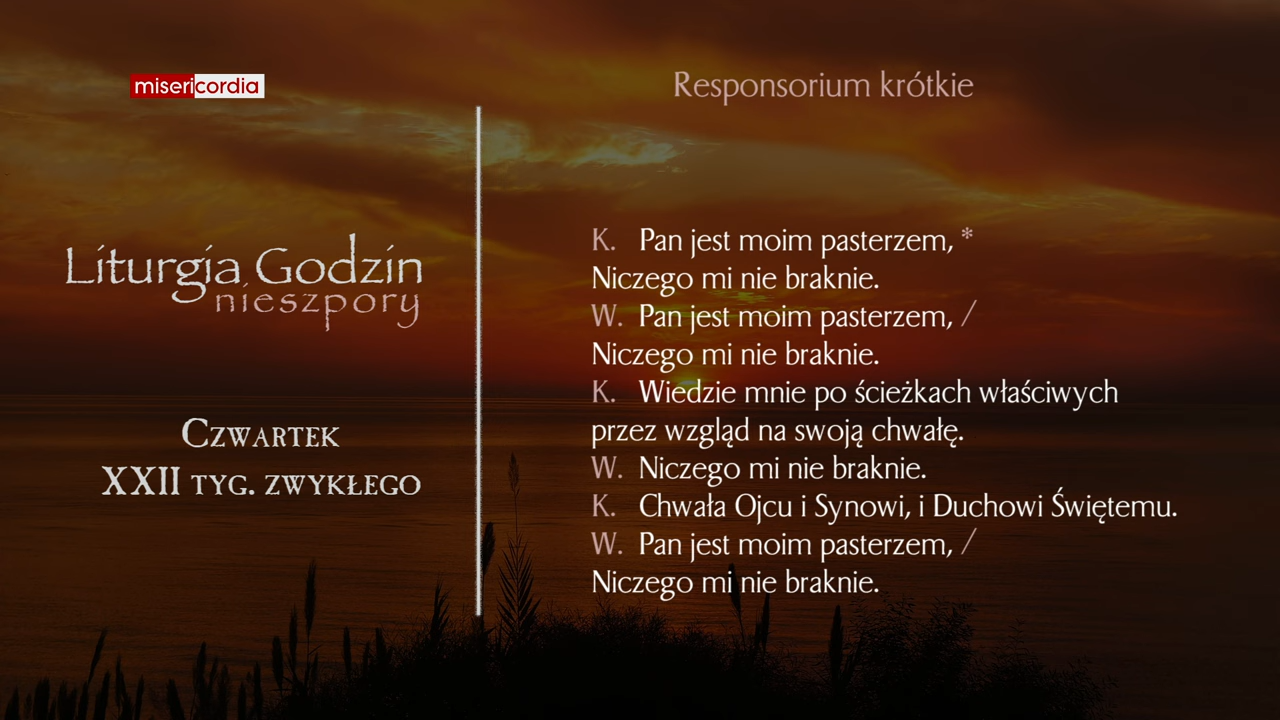 misericordia
Liturgia Godzin
nieszpory
Czwartek
XXII tyg. zwykłego
Responsorium krótkie
K. Pan jest moim pasterzem, *
Niczego mi nie braknie.
W. Pan jest moim pasterzem, /
Niczego mi nie braknie.
K. Wiedzie mnie po ścieżkach właściwych
przez wzgląd na swoją chwałę.
W. Niczego mi nie braknie.
K. Chwała Ojcu i Synowi, i Duchowi Świętemu.
W. Pan jest moim pasterzem, /
Niczego mi nie braknie.